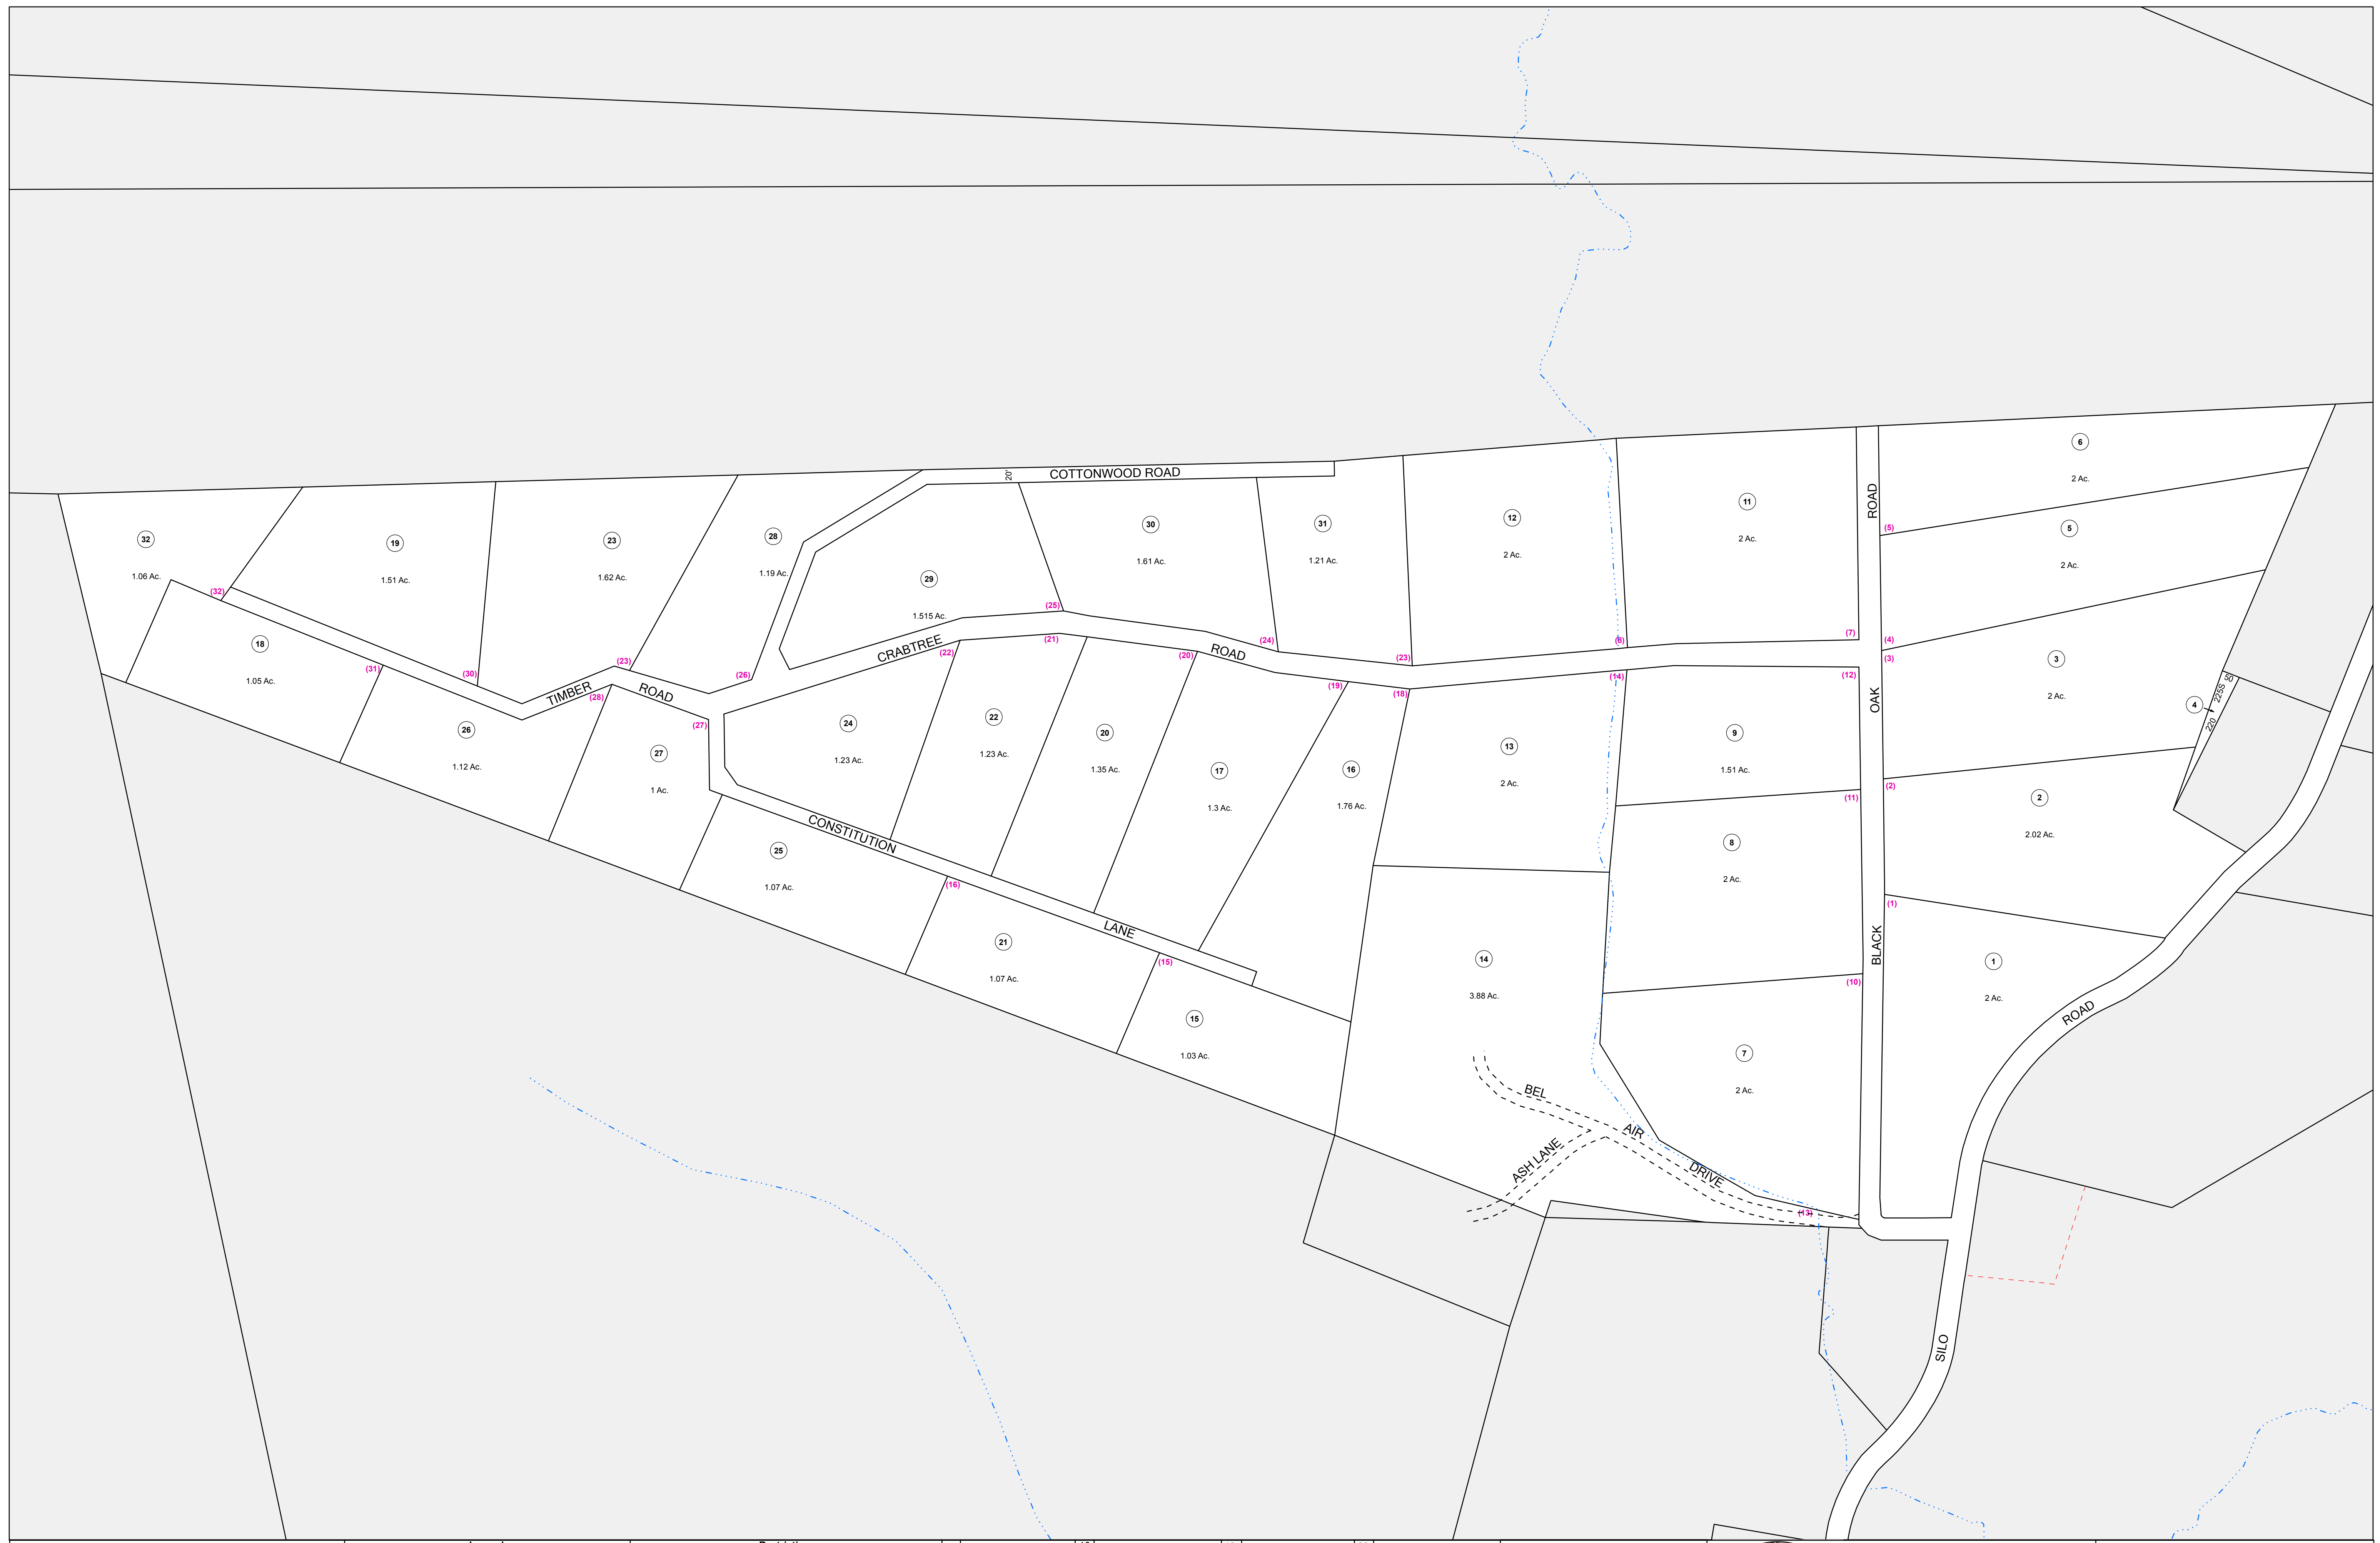 6
2 Ac.
COTTONWOOD ROAD
20'
ROAD
11
2 Ac.
12
2 Ac.
30
1.61 Ac.
31
1.21 Ac.
(5)
5
2 Ac.
32
1.06 Ac.
19
1.51 Ac.
23
1.62 Ac.
28
1.19 Ac.
29
1.515 Ac.
(32)
(25)
(21)
(24)
(6)
(7)
(4)
(3)
3
2 Ac.
18
1.05 Ac.
CRABTREE
ROAD
(22)
(20)
(23)
(31)
(30)
(23)
(26)
(19)
(18)
(14)
(12)
OAK
50
225S
220
4
TIMBER
ROAD
(28)
(27)
26
1.12 Ac.
27
1 Ac.
24
1.23 Ac.
22
1.23 Ac.
20
1.35 Ac.
17
1.3 Ac.
16
1.76 Ac.
13
2 Ac.
9
1.51 Ac.
(11)
(2)
2
2.02 Ac.
CONSTITUTION
LANE
25
1.07 Ac.
(16)
8
2 Ac.
(1)
21
1.07 Ac.
(15)
14
3.88 Ac.
BLACK
(10)
1
2 Ac.
15
1.03 Ac.
7
2 Ac.
ROAD
BEL
AIR
DRIVE
ASH LANE
(13)
SILO